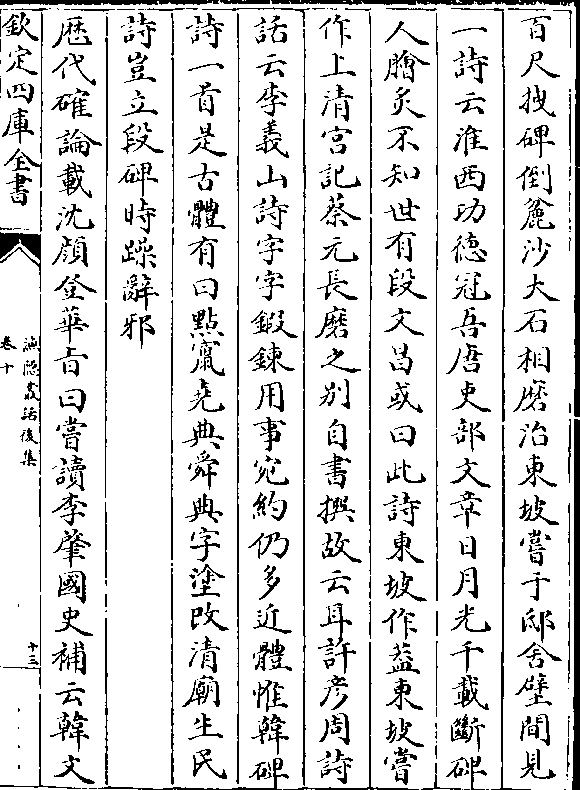 百尺拽碑倒麄沙大石相磨治東坡嘗于邸舍壁間見
一詩云淮西功徳冠吾唐吏部文章日月光千載斷碑
人膾炙不知世有段文昌或曰此詩東坡作葢東坡嘗
作上清宫記蔡元長磨之别自書撰故云耳許彦周詩
話云李義山詩字字鍛鍊用事宛約仍多近體惟韓碑
詩一首是古體有曰點竄堯典舜典字塗改清廟生民
詩豈立段碑時躁辭邪
歴代確論載沈顔登華㫖曰嘗讀李肇國史補云韓文
欽定四庫全書
漁隐叢話後集
卷十
十三